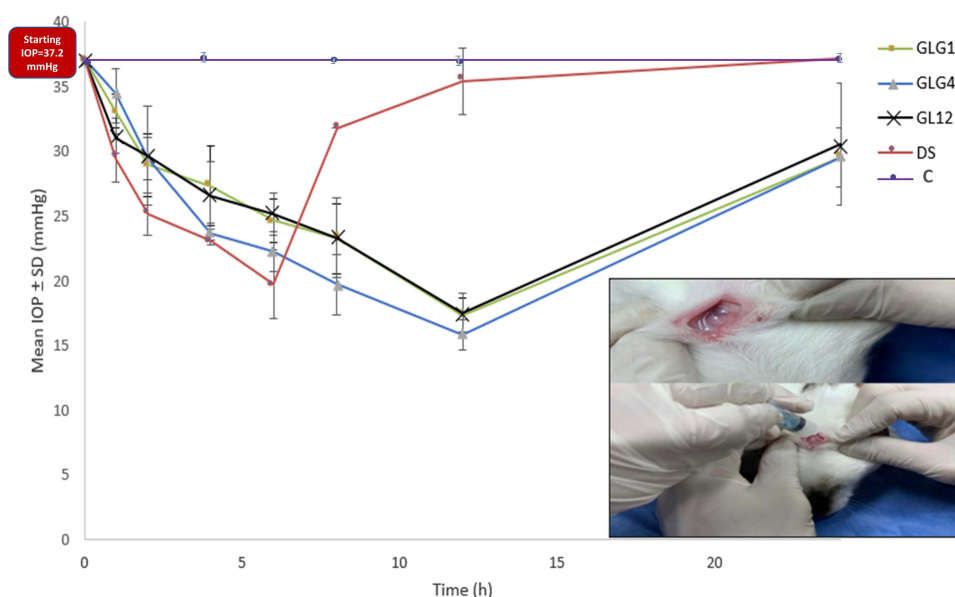 40
Starting
IOP=37.2
mmHg
35
30
25
20
15
10
5
0
Mean IOP ± SD (mmHg)
0 5 10 15 20
Time (h)
GLG1
GLG4
GL12
DS
C